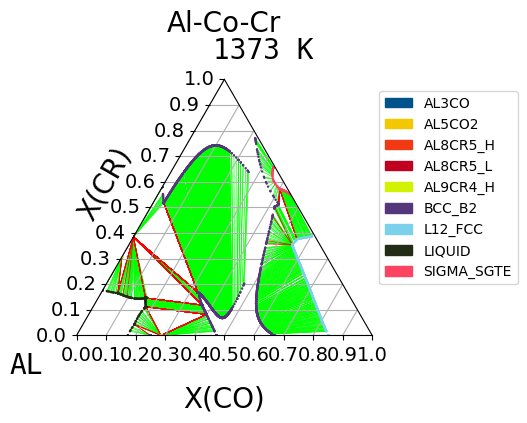 Al-Co-Cr
1373 K
1.0
0.9
0.8
0.7
0.6
0.5
0.4
0.3
0.2
0.1
0.0
X(CR)
0.00.10.20.30.40.50.60.70.80.91.0
AL
X(CO)
AL3CO
AL5CO2
AL8CR5_H
AL8CR5_L
AL9CR4_H
BCC_B2
L12_FCC
LIQUID
SIGMA_SGTE